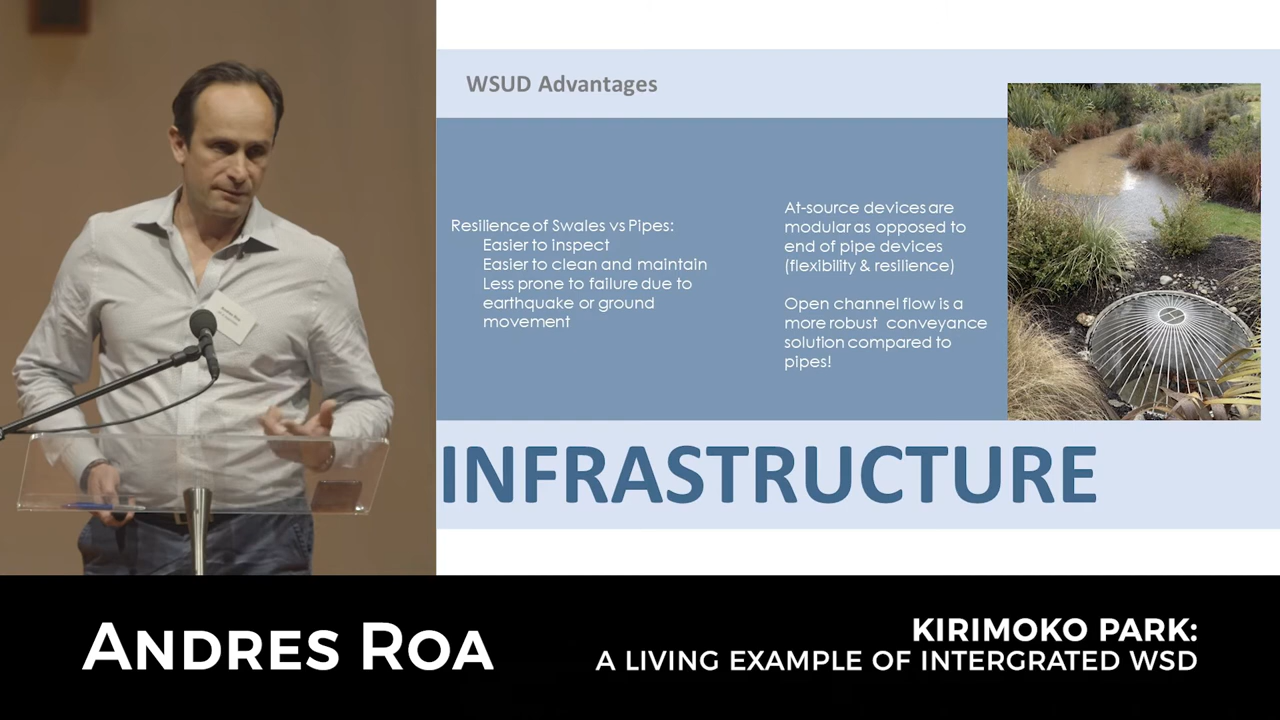 WSUD Advantages
Resilience of Swales vs Pipes:
Easier to inspect
Easier to clean and maintain
Less prone to failure due to
earthquake or ground
movement
At-source devices are
modular as opposed to
end of pipe devices
(flexibility & resilience)
Open channel flow is a
more robust conveyance
solution compared to
pipes!
INFRASTRUCTURE
ANDRES ROA
KIRIMOKO PARK:
A LIVING EXAMPLE OF INTERGRATED WSD